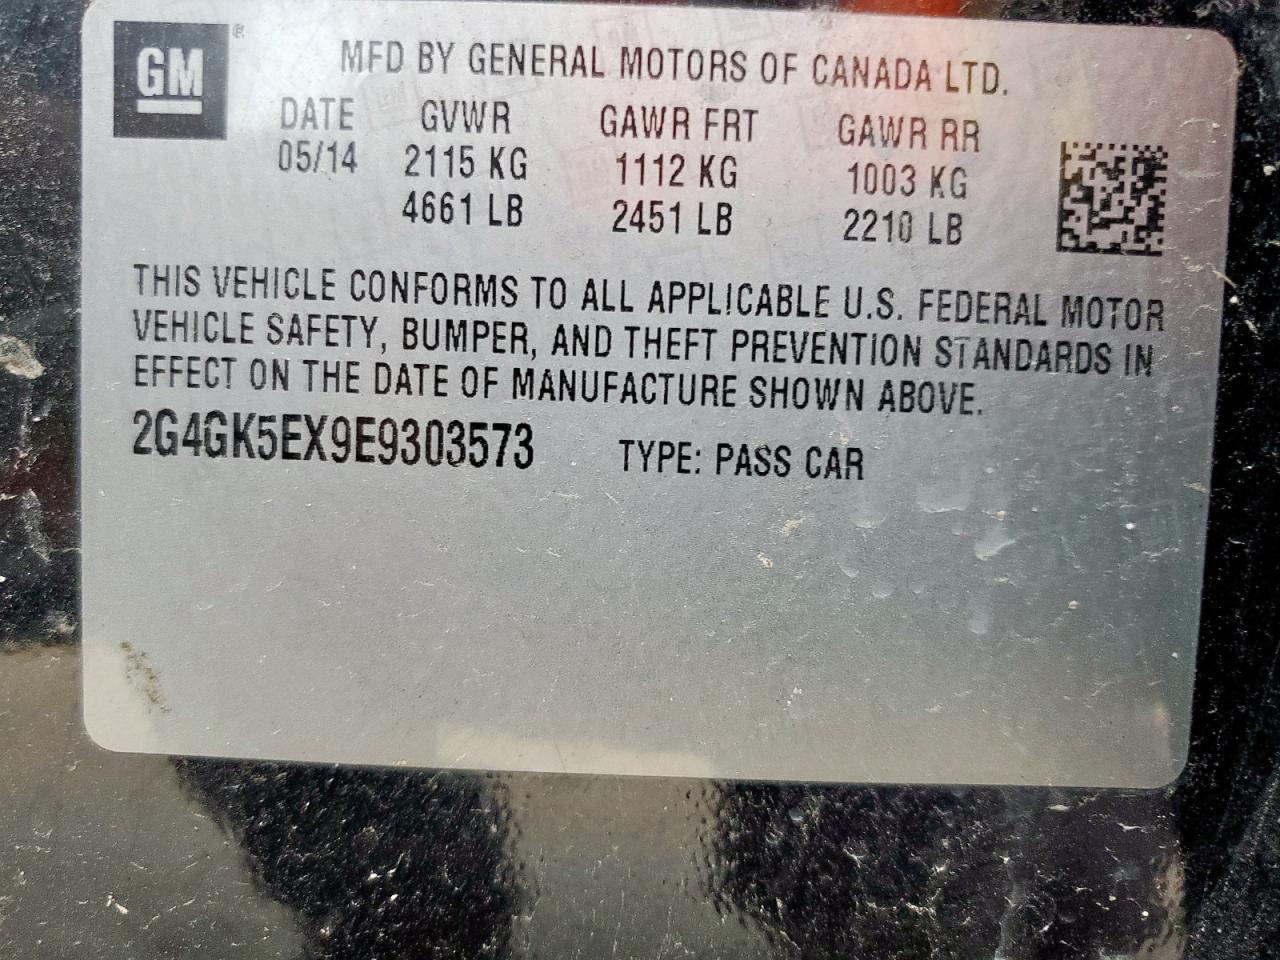 GM®
MFD BY GENERAL MOTORS OF CANADA LTD.
DATE GVWR GAWR FRT GAWR RR
05/14 2115 KG 1112 KG 1003 KG
4661 LB 2451 LB 2210 LB
THIS VEHICLE CONFORMS TO ALL APPLICABLE U.S. FEDERAL MOTOR
VEHICLE SAFETY, BUMPER, AND THEFT PREVENTION STANDARDS IN
EFFECT ON THE DATE OF MANUFACTURE SHOWN ABOVE.
2G4GK5EX9E9303573 TYPE: PASS CAR